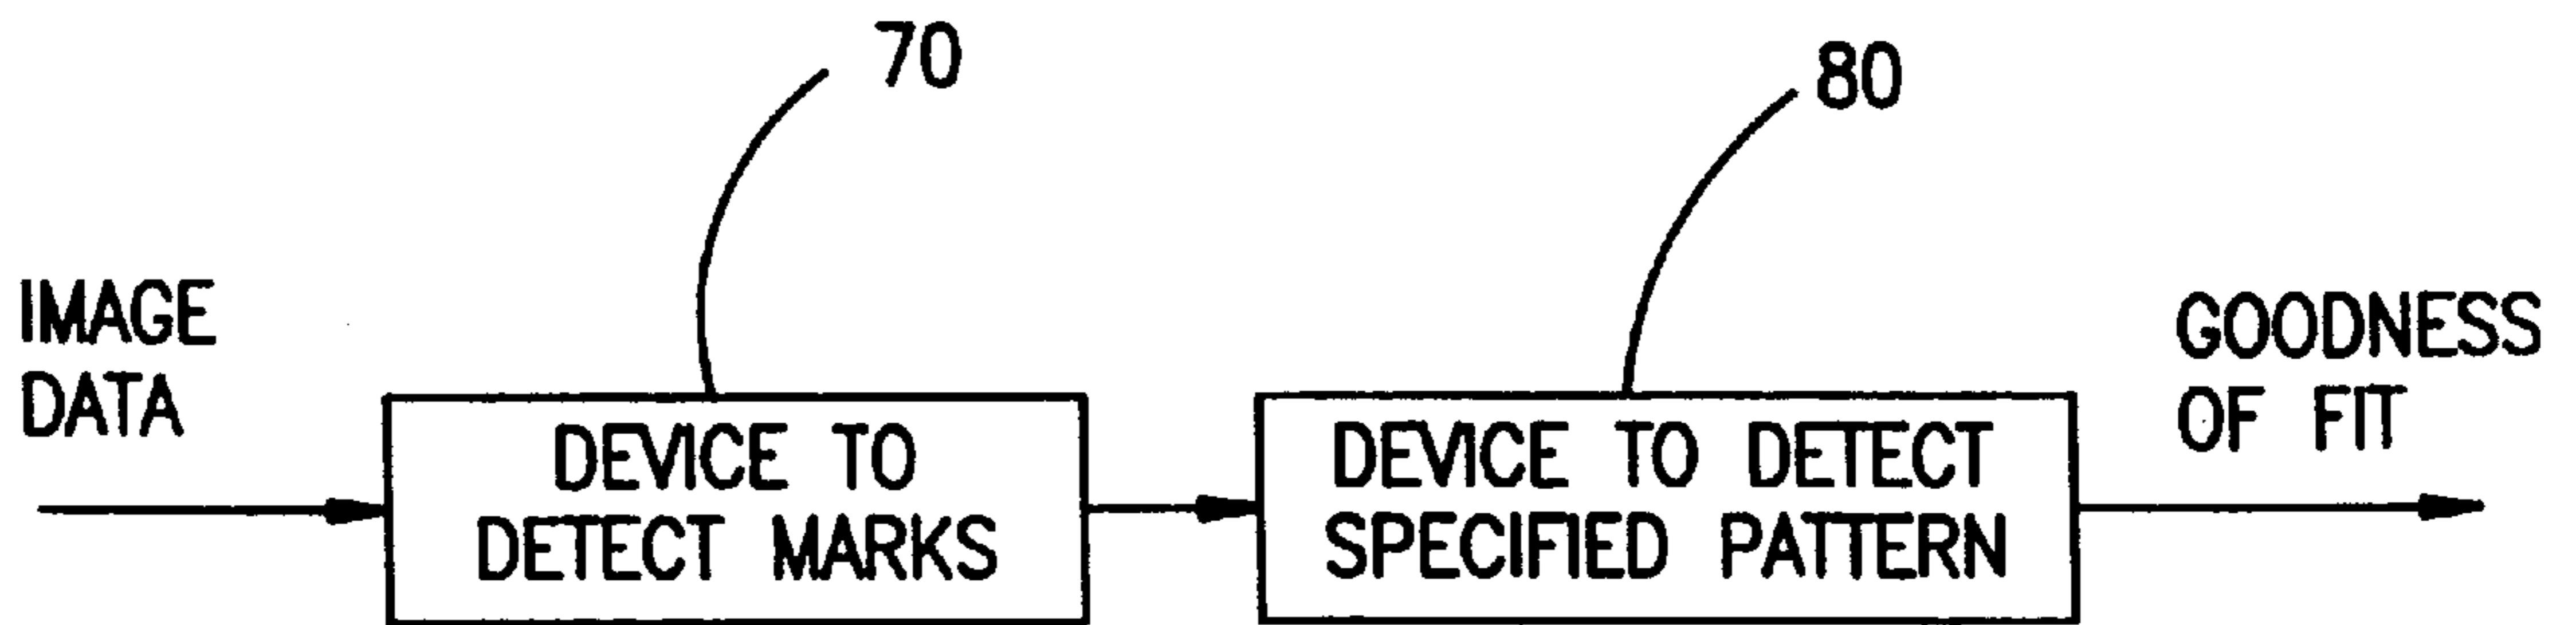 70
80
IMAGE
DATA
DEVICE TO
DETECT MARKS
DEVICE TO DETECT
SPECIFIED PATTERN
GOODNESS
OF FIT